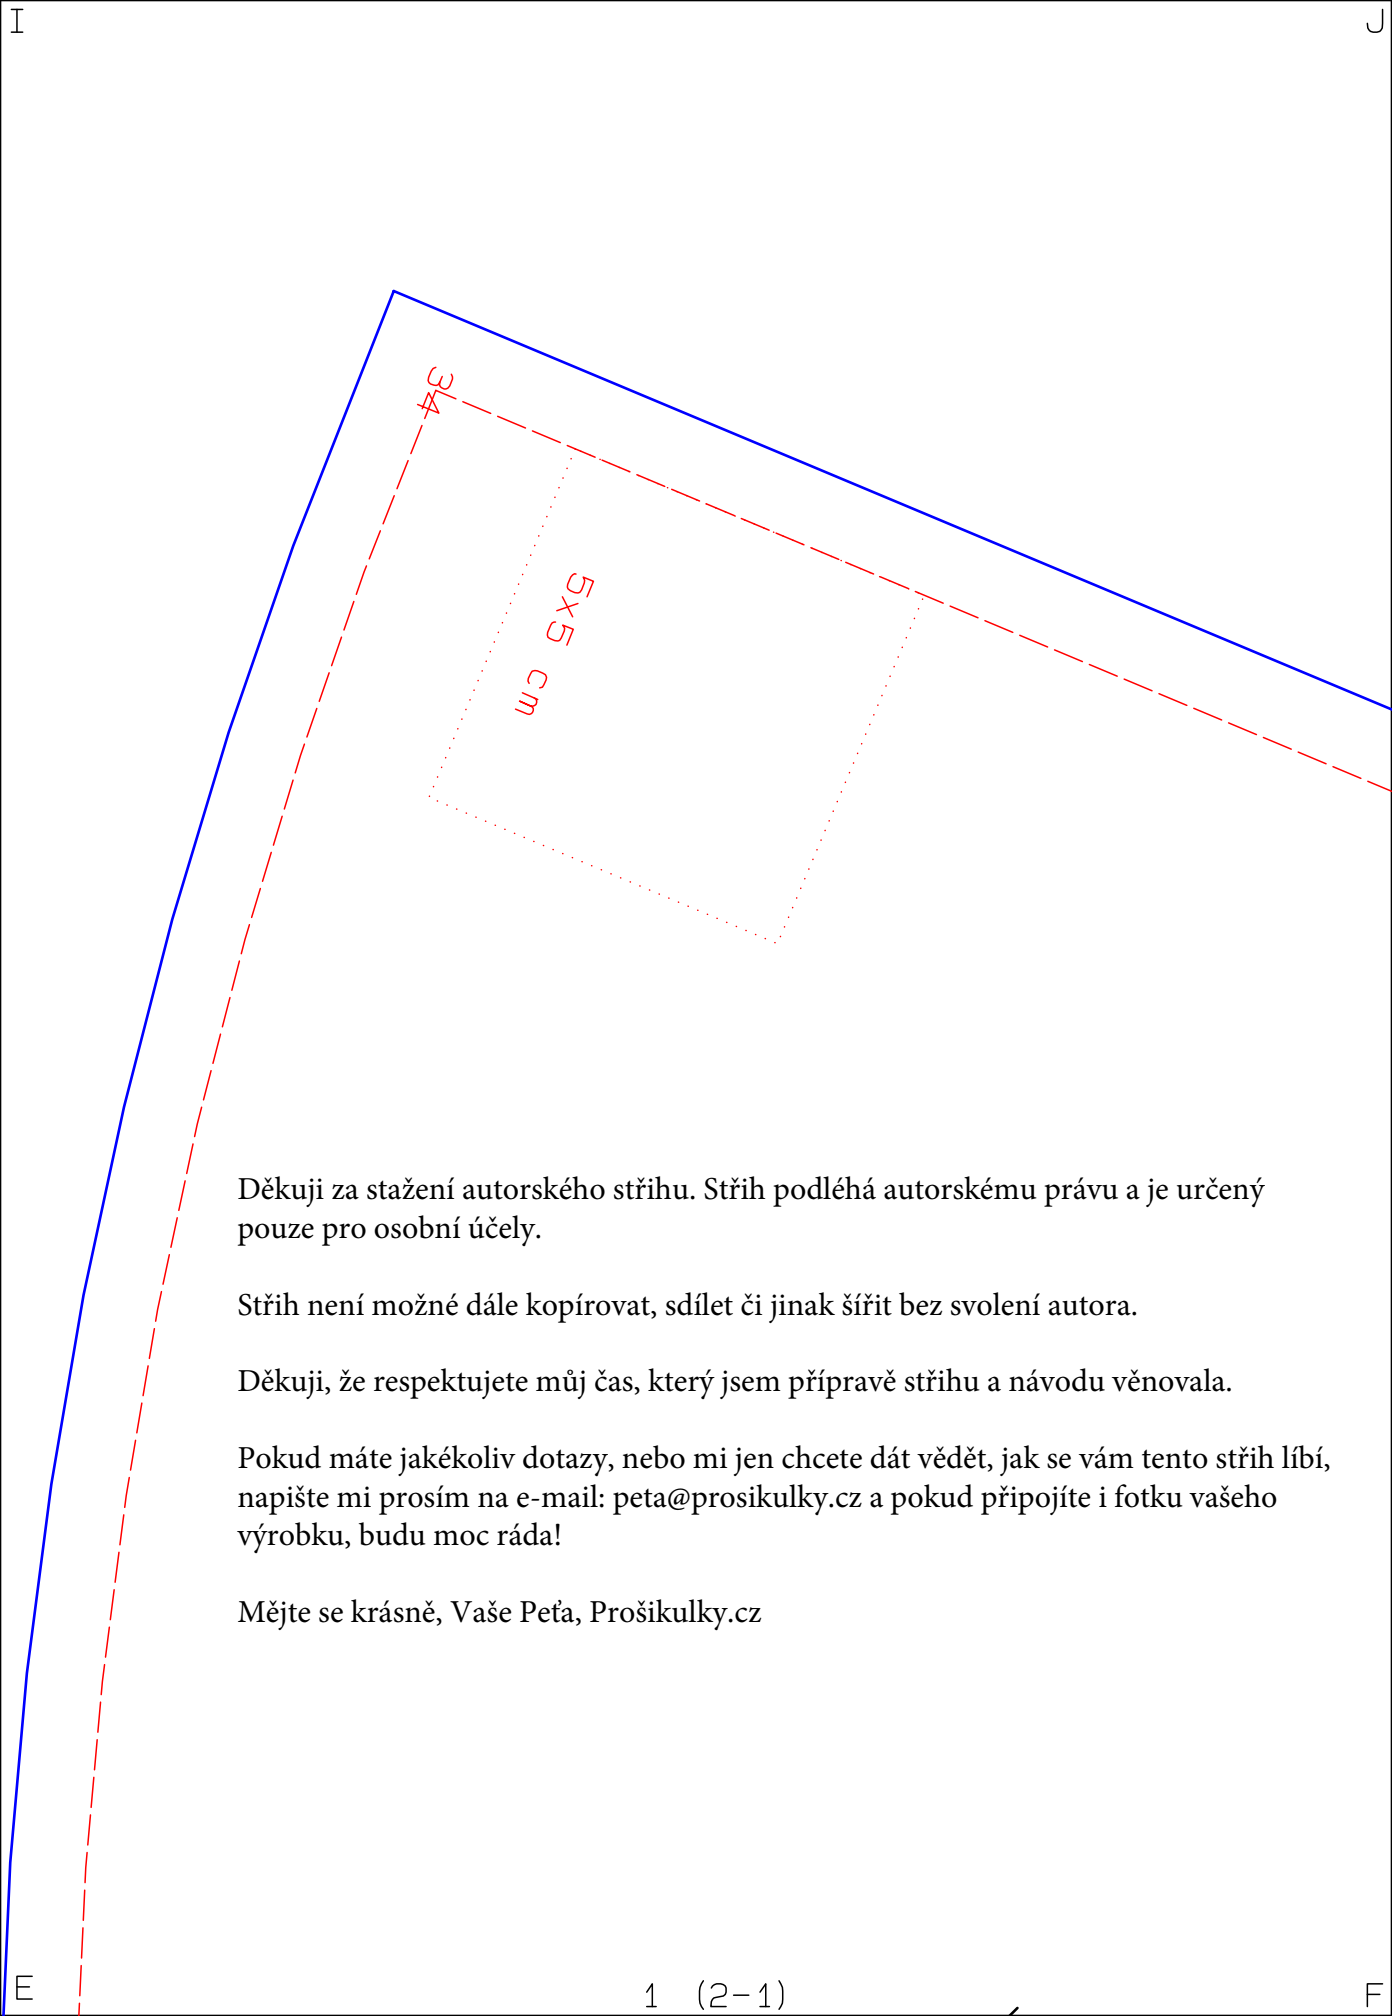 I
J
34
5x5 cm
Děkuji za stažení autorského střihu. Střih podléhá autorskému právu a je určený
pouze pro osobní účely.
Střih není možné dále kopírovat, sdílet či jinak šířit bez svolení autora.
Děkuji, že respektujete můj čas, který jsem přípravě střihu a návodu věnovala.
Pokud máte jakékoliv dotazy, nebo mi jen chcete dát vědět, jak se vám tento střih líbí,
napište mi prosím na e-mail: peta@prosikulky.cz a pokud připojíte i fotku vašeho
výrobku, budu moc ráda!
Mějte se krásně, Vaše Peťa, Prošikulky.cz
E
1 (2-1)
F